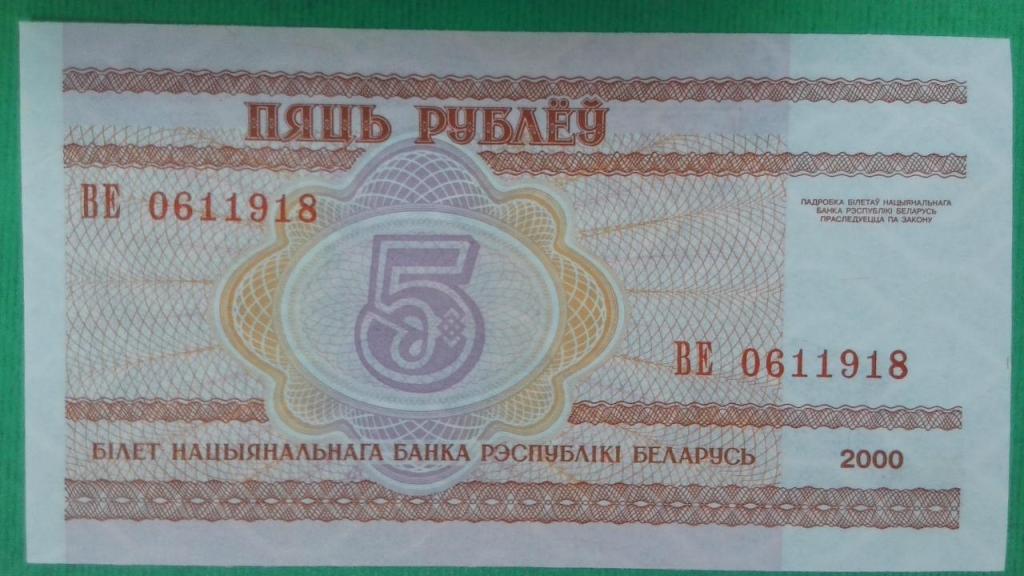 ПЯЦЬ РУБЛЁЎ
ВЕ 0611918
ПАДРОБКА БІЛЕТАЎ НАЦЫЯНАЛЬНАГА
БАНКА РЭСПУБЛІКІ БЕЛАРУСЬ
ПРАСЛЕДУЕЦЦА ПА ЗАКОНУ
5
ВЕ 0611918
БІЛЕТ НАЦЫЯНАЛЬНАГА БАНКА РЭСПУБЛІКІ БЕЛАРУСЬ 2000